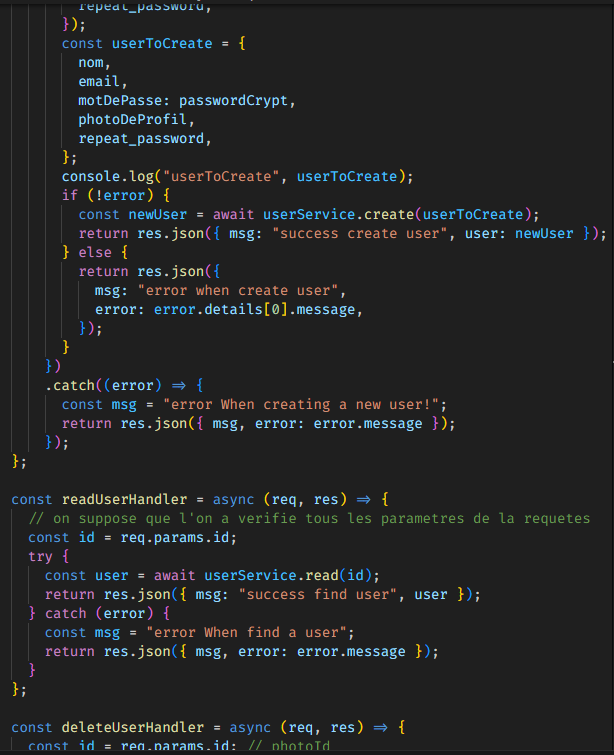 repeat_password,
});
const userToCreate = {
nom,
email,
motDePasse: passwordCrypt,
photoDeProfil,
repeat_password,
};
console.log("userToCreate", userToCreate);
if (!error) {
const newUser = await userService.create(userToCreate);
return res.json({ msg: "success create user", user: newUser });
} else {
return res.json({
msg: "error when create user",
error: error.details[0].message,
});
}
})
.catch((error) => {
const msg = "error When creating a new user!";
return res.json({ msg, error: error.message });
});
};
const readUserHandler = async (req, res) => {
// on suppose que l'on a verifie tous les parametres de la requetes
const id = req.params.id;
try {
const user = await userService.read(id);
return res.json({ msg: "success find user", user });
} catch (error) {
const msg = "error When find a user";
return res.json({ msg, error: error.message });
}
};
const deleteUserHandler = async (req, res) => {
const id = req.params.id; // photoId